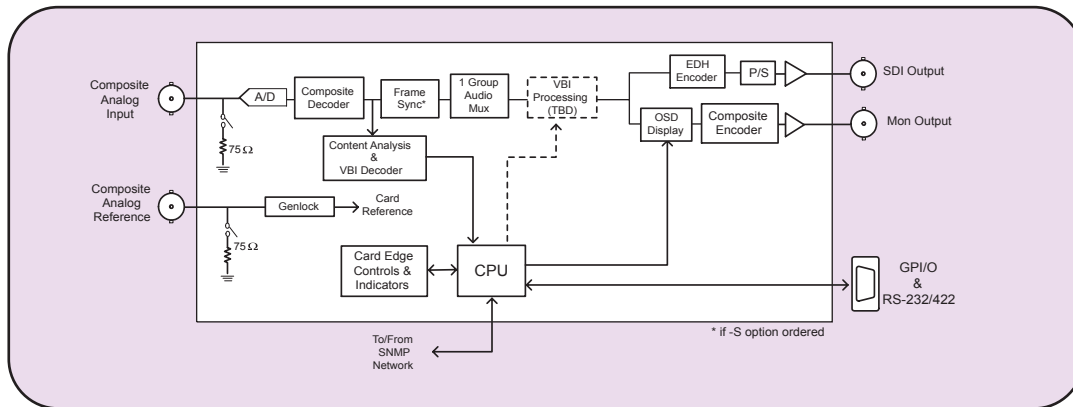 Composite
Analog
Input
A/D
Composite
Decoder
Frame
Sync*
1 Group
Audio
Mux
VBI
Processing
(TBD)
EDH
Encoder
P/S
SDI Output
OSD
Display
Composite
Encoder
Mon Output
75Ω
Content Analysis
&
VBI Decoder
Composite
Analog
Reference
Genlock
Card
Reference
75Ω
Card Edge
Controls &
Indicators
CPU
GPI/O
&
RS-232/422
* if -S option ordered
To/From
SNMP
Network